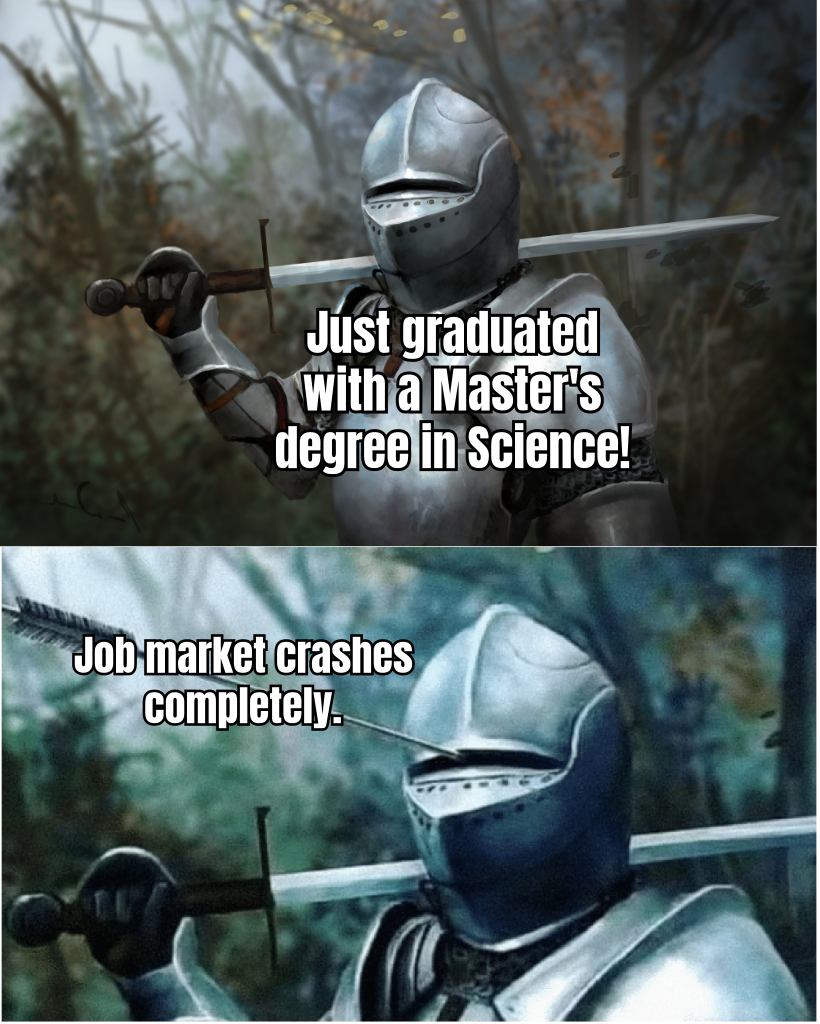 Just graduated
with a Master's
degree in Science!
Job market crashes
completely.